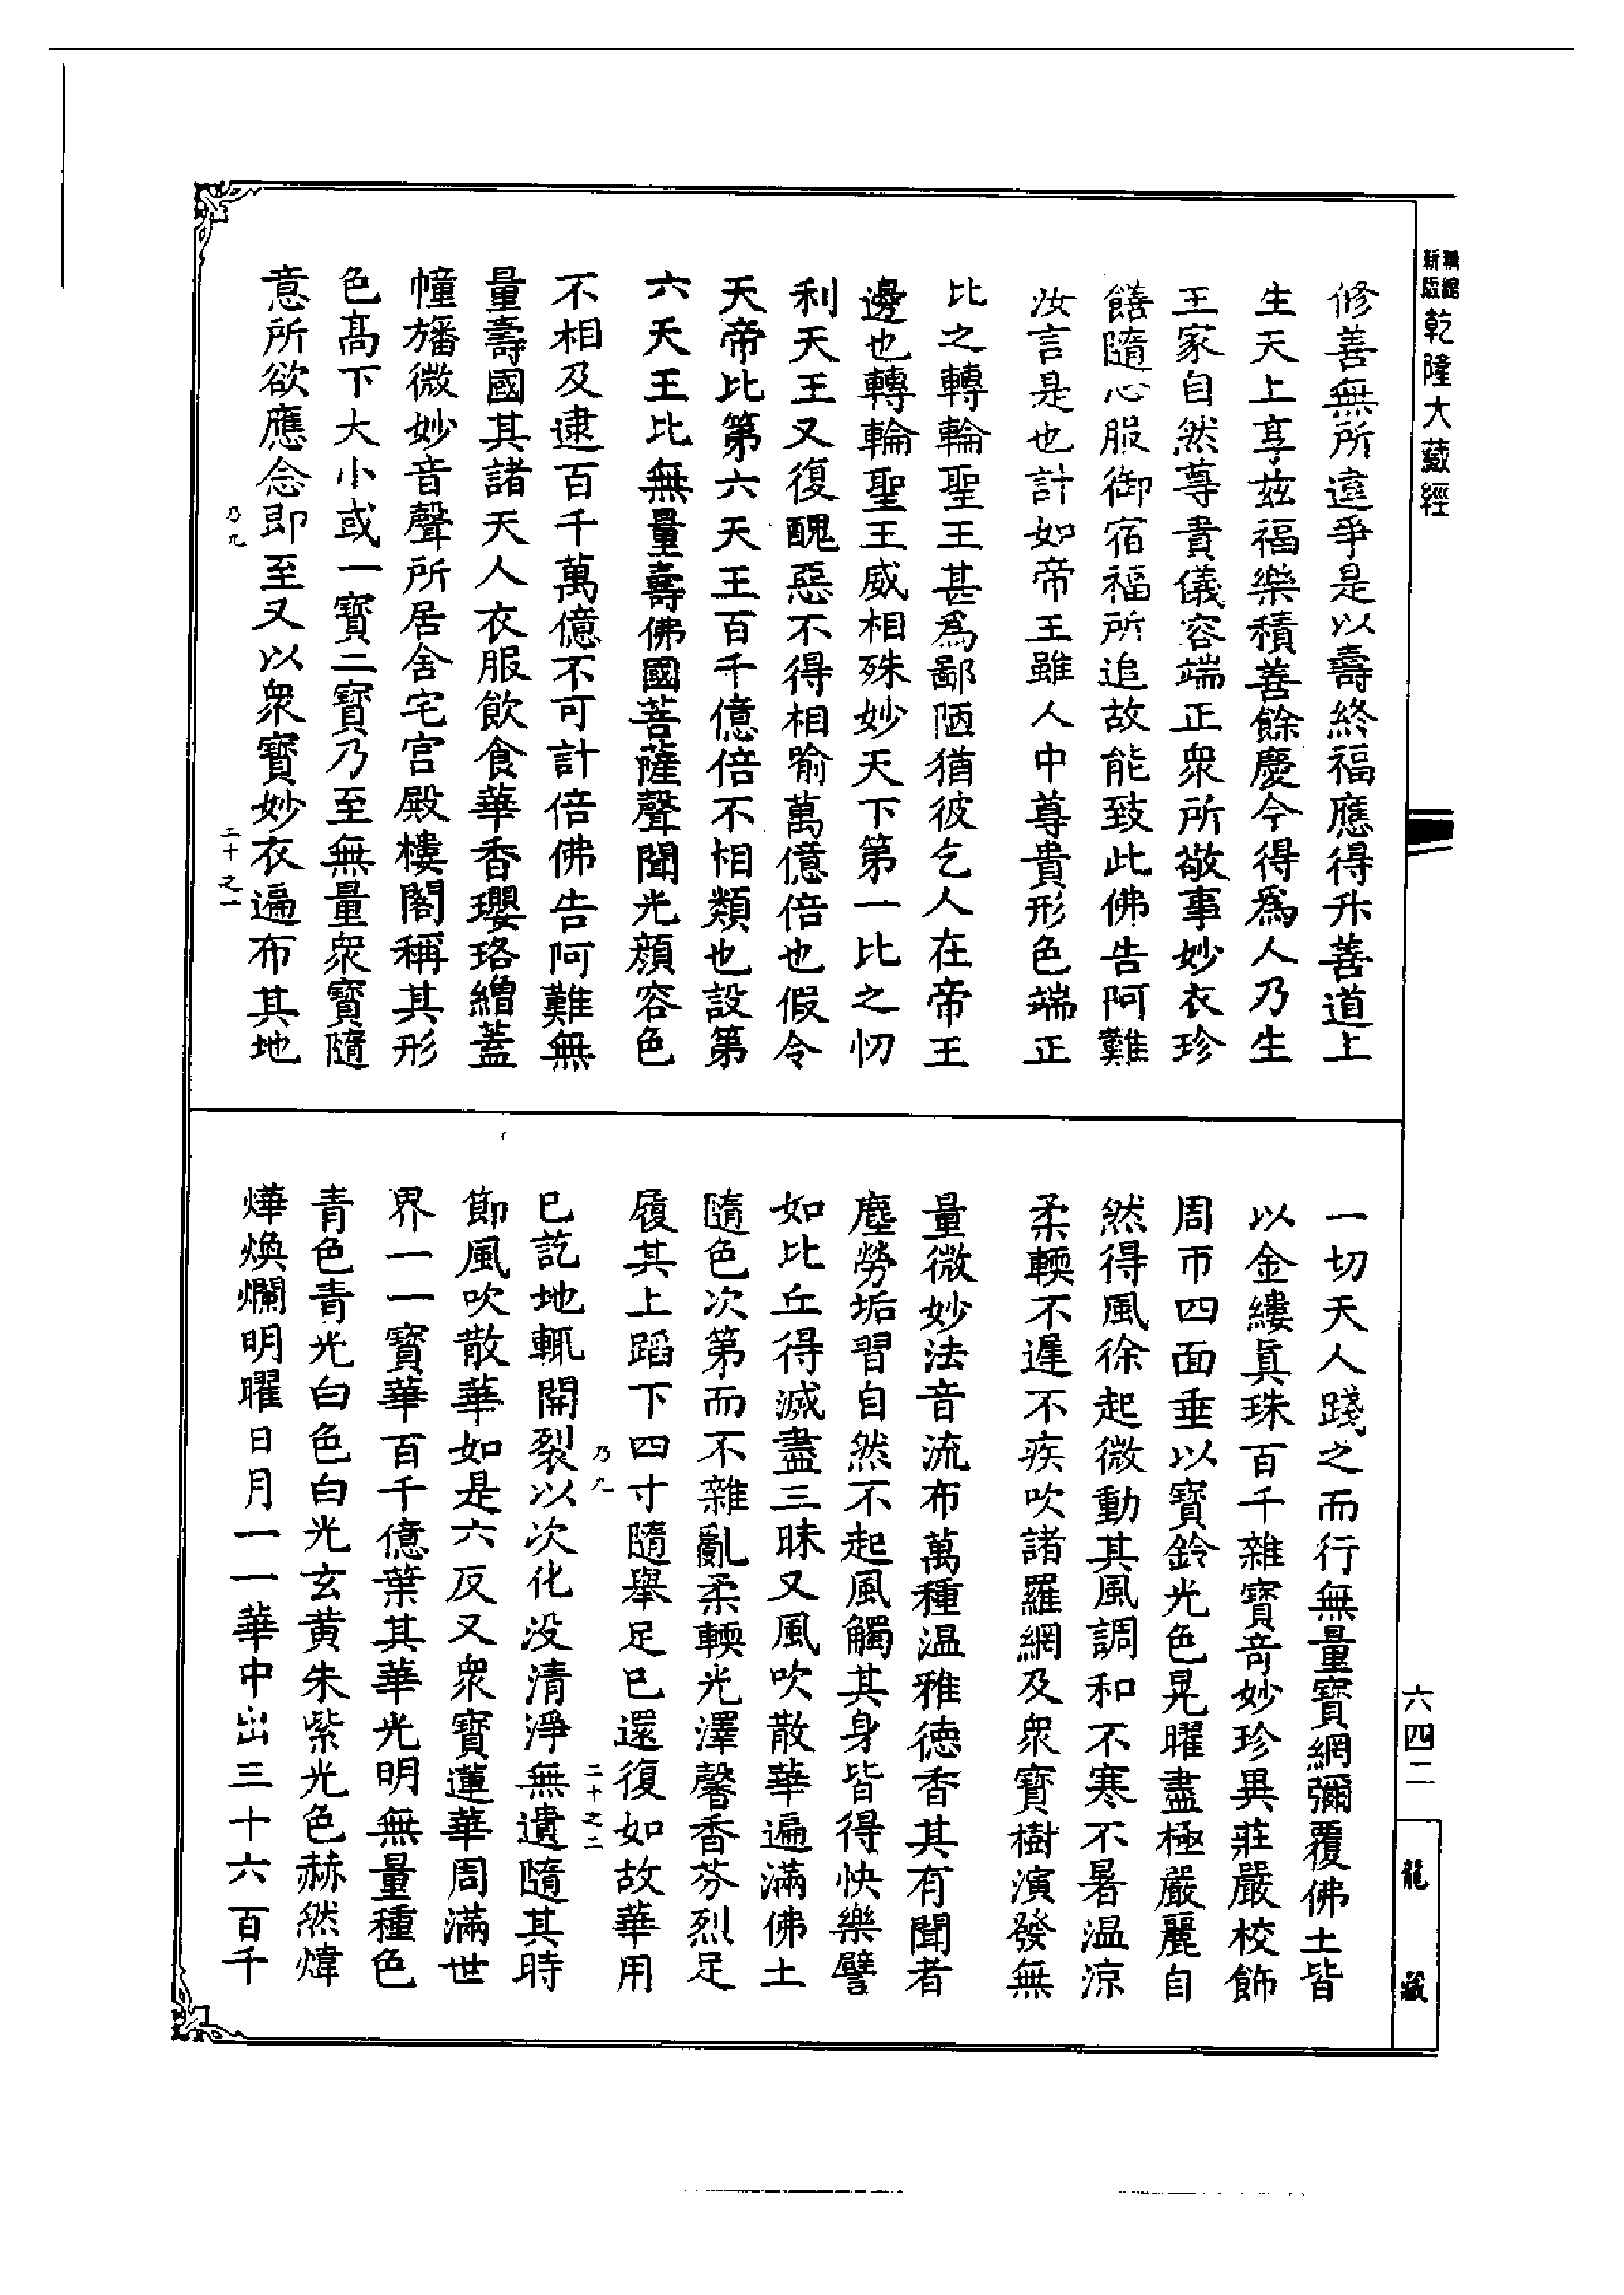 新版
乾隆大藏經
修善無所違爭是以壽終福應得升善道上
生天上享玆福樂積善餘慶今得爲人乃生
王家自然尊貴儀容端正衆所敬事妙衣珍
饍隨心服御宿福所追故能致此佛告阿難
汝言是也計如帝王雖人中尊貴形色端正
比之轉輪聖王甚爲鄙陋猶彼乞人在帝王
邊也轉輪聖王威相殊妙天下第一比之忉
利天王又復醜惡不得相喻萬億倍也假令
天帝比第六天王百千億倍不相類也設第
六天王比無量壽佛國菩薩聲聞光顏容色
不相及逮百千萬億不可計倍佛告阿難無
量壽國其諸天人衣服飲食華香瓔珞繒蓋
幢旛微妙音聲所居舍宅宫殿樓閣稱其形
色髙下大小或一寳二寳乃至無量衆寳隨
意所欲應念即至又以衆寳妙衣遍布其地
乃九
二十之一
一切天人踐之而行無量寳網彌覆佛土皆
以金縷眞珠百千雜寳竒妙珍異莊嚴校飾
周帀四面垂以寳鈴光色晃曜盡極嚴麗自
然得風徐起微動其風調和不寒不暑温涼
柔輭不遲不疾吹諸羅網及衆寳樹演發無
量微妙法音流布萬種温雅德香其有聞者
塵勞垢習自然不起風觸其身皆得快樂譬
如比丘得滅盡三昧又風吹散華遍滿佛土
隨色次第而不雜亂柔輭光澤馨香芬烈足
履其上蹈下四寸隨舉足已還復如故華用
乃九
二十之二
已訖地輒開裂以次化没清淨無遺隨其時
節風吹散華如是六反又衆寳蓮華周滿世
界一一寳華百千億葉其華光明無量種色
青色青光白色白光玄黄朱紫光色赫然煒
燁煥爛明曜日月一一華中出三十六百千
六四二
龍藏